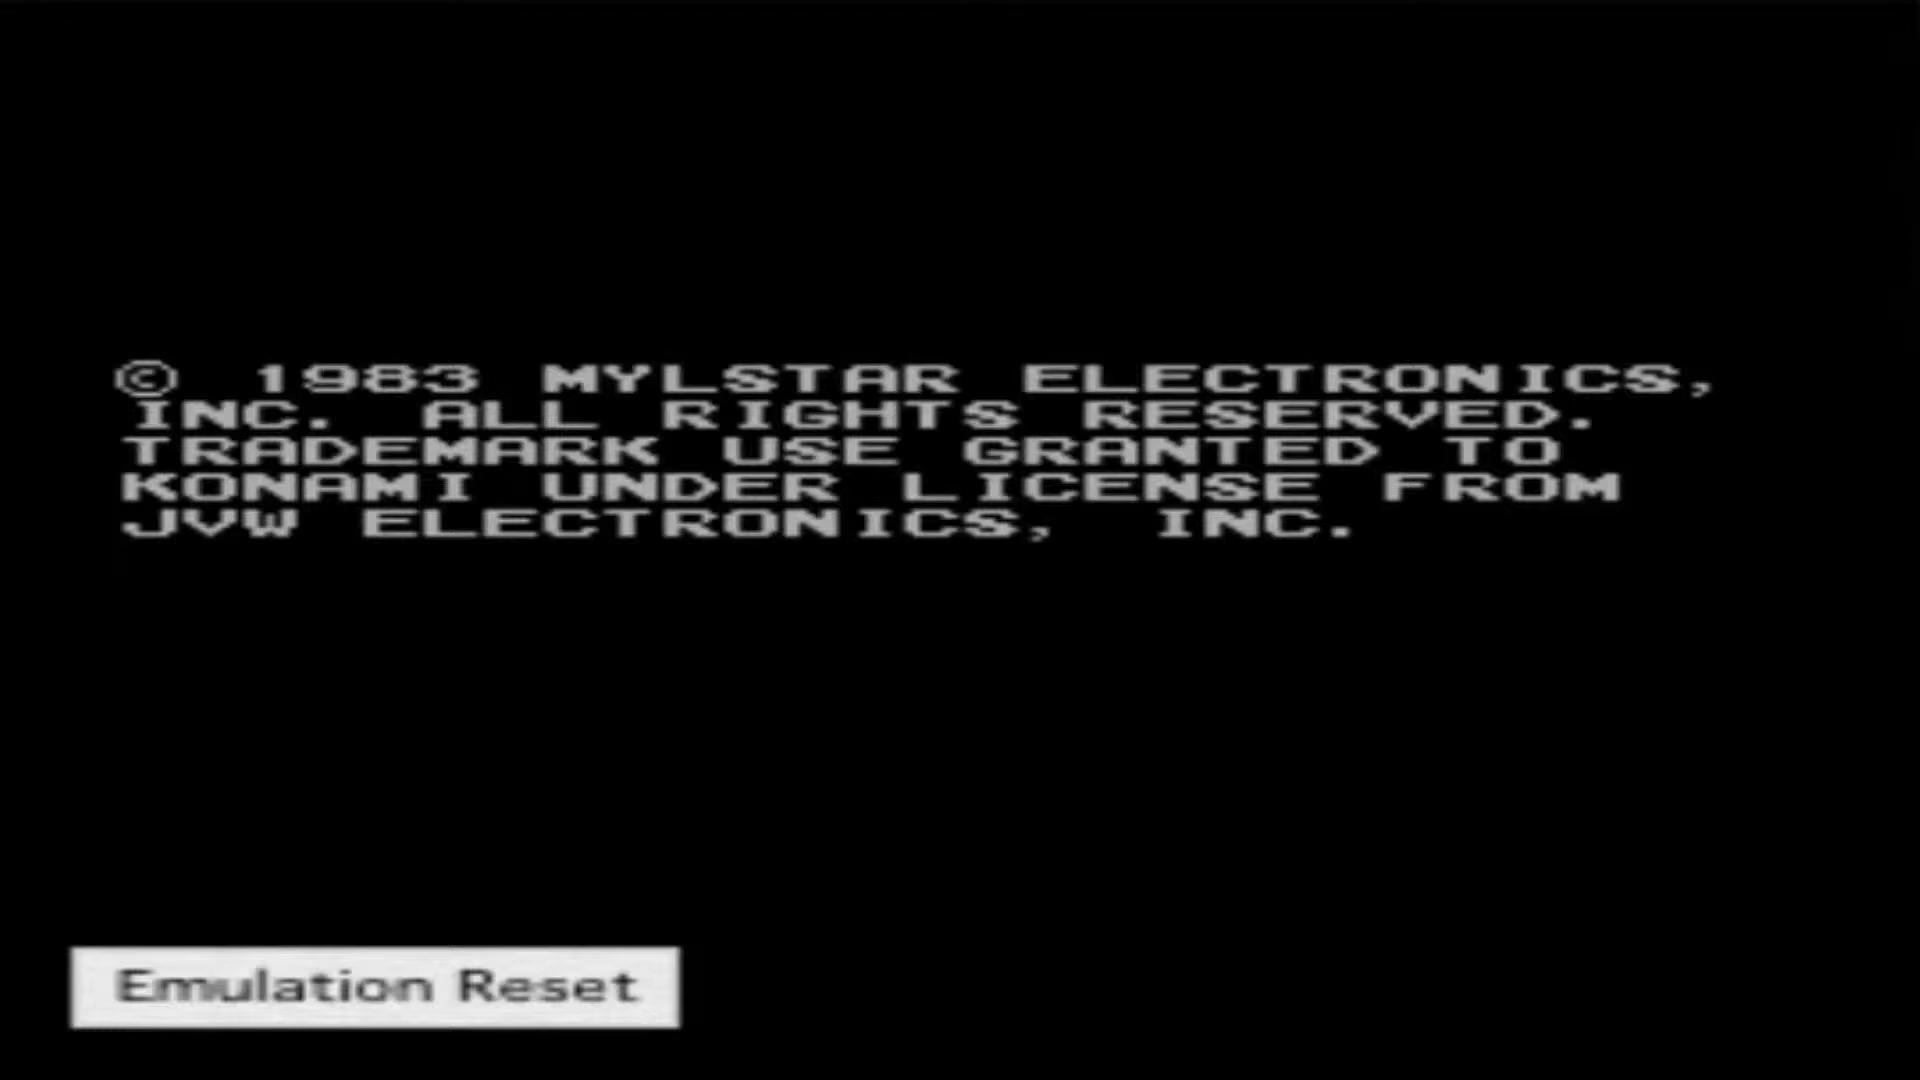 © 1983 MYLSTAR ELECTRONICS,
INC. ALL RIGHTS RESERVED.
TRADEMARK USE GRANTED TO
KONAMI UNDER LICENSE FROM
JVW ELECTRONICS, INC.
Emulation Reset